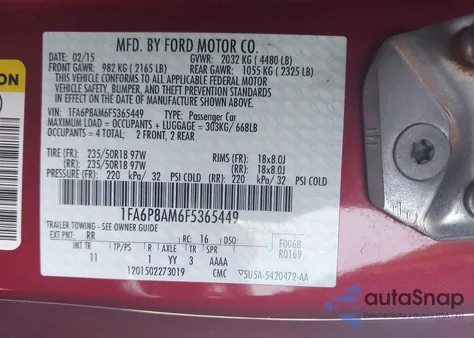 MFD. BY FORD MOTOR CO.
DATE: 02/15 GVWR: 2032 KG ( 4480 LB)
FRONT GAWR: 982 KG ( 2165 LB) REAR GAWR: 1055 KG ( 2325 LB)
THIS VEHICLE CONFORMS TO ALL APPLICABLE FEDERAL MOTOR
VEHICLE SAFETY, BUMPER, AND THEFT PREVENTION STANDARDS
IN EFFECT ON THE DATE OF MANUFACTURE SHOWN ABOVE.
VIN: 1FA6P8AM6F5365449 TYPE: Passenger Car
MAXIMUM LOAD = OCCUPANTS + LUGGAGE = 303KG/ 668LB
OCCUPANTS: 4 TOTAL, 2 FRONT, 2 REAR
TIRE (FR): 235/50R18 97W RIMS (FR): 18x8.0J
(RR): 235/50R18 97W (RR): 18x8.0J
PRESSURE (FR): 220 kPa/ 32 PSI COLD (RR): 220 kPa/ 32 PSI COLD
1FA6P8AM6F5365449
TRAILER TOWING-- SEE OWNER GUIDE
EXT PNT: RR RC: 16 DSO: F0068
INT TR TP/PS R AXLE TR R0169
11 1 YY 3 AAAA
1201502273019 CMC 5U5A-5420472-AA
ION
autoSnap